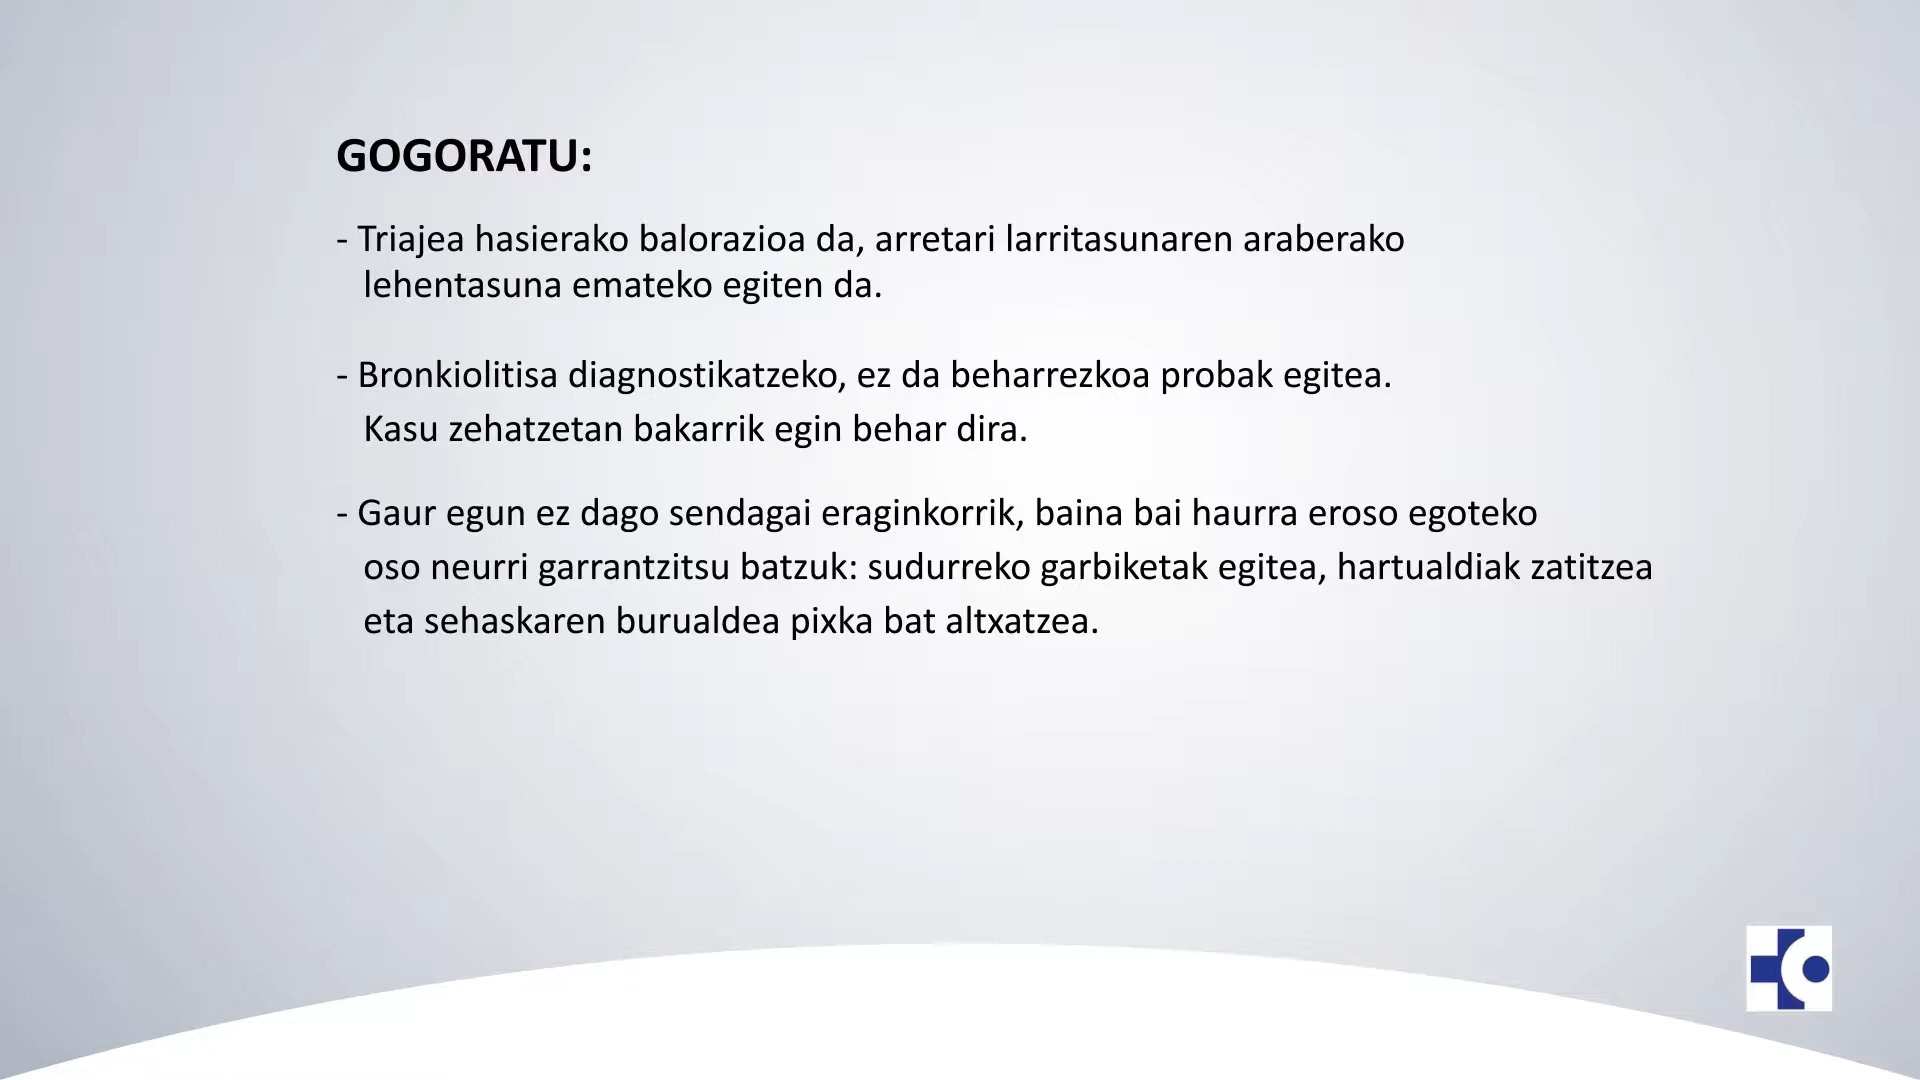 GOGORATU:
- Triajea hasierako balorazioa da, arretari larritasunaren araberako
lehentasuna emateko egiten da.
- Bronkiolitisa diagnostikatzeko, ez da beharrezkoa probak egitea.
Kasu zehatzetan bakarrik egin behar dira.
- Gaur egun ez dago sendagai eraginkorrik, baina bai haurra eroso egoteko
oso neurri garrantzitsu batzuk: sudurreko garbiketak egitea, hartualdiak zatitzea
eta sehaskaren burualdea pixka bat altxatzea.